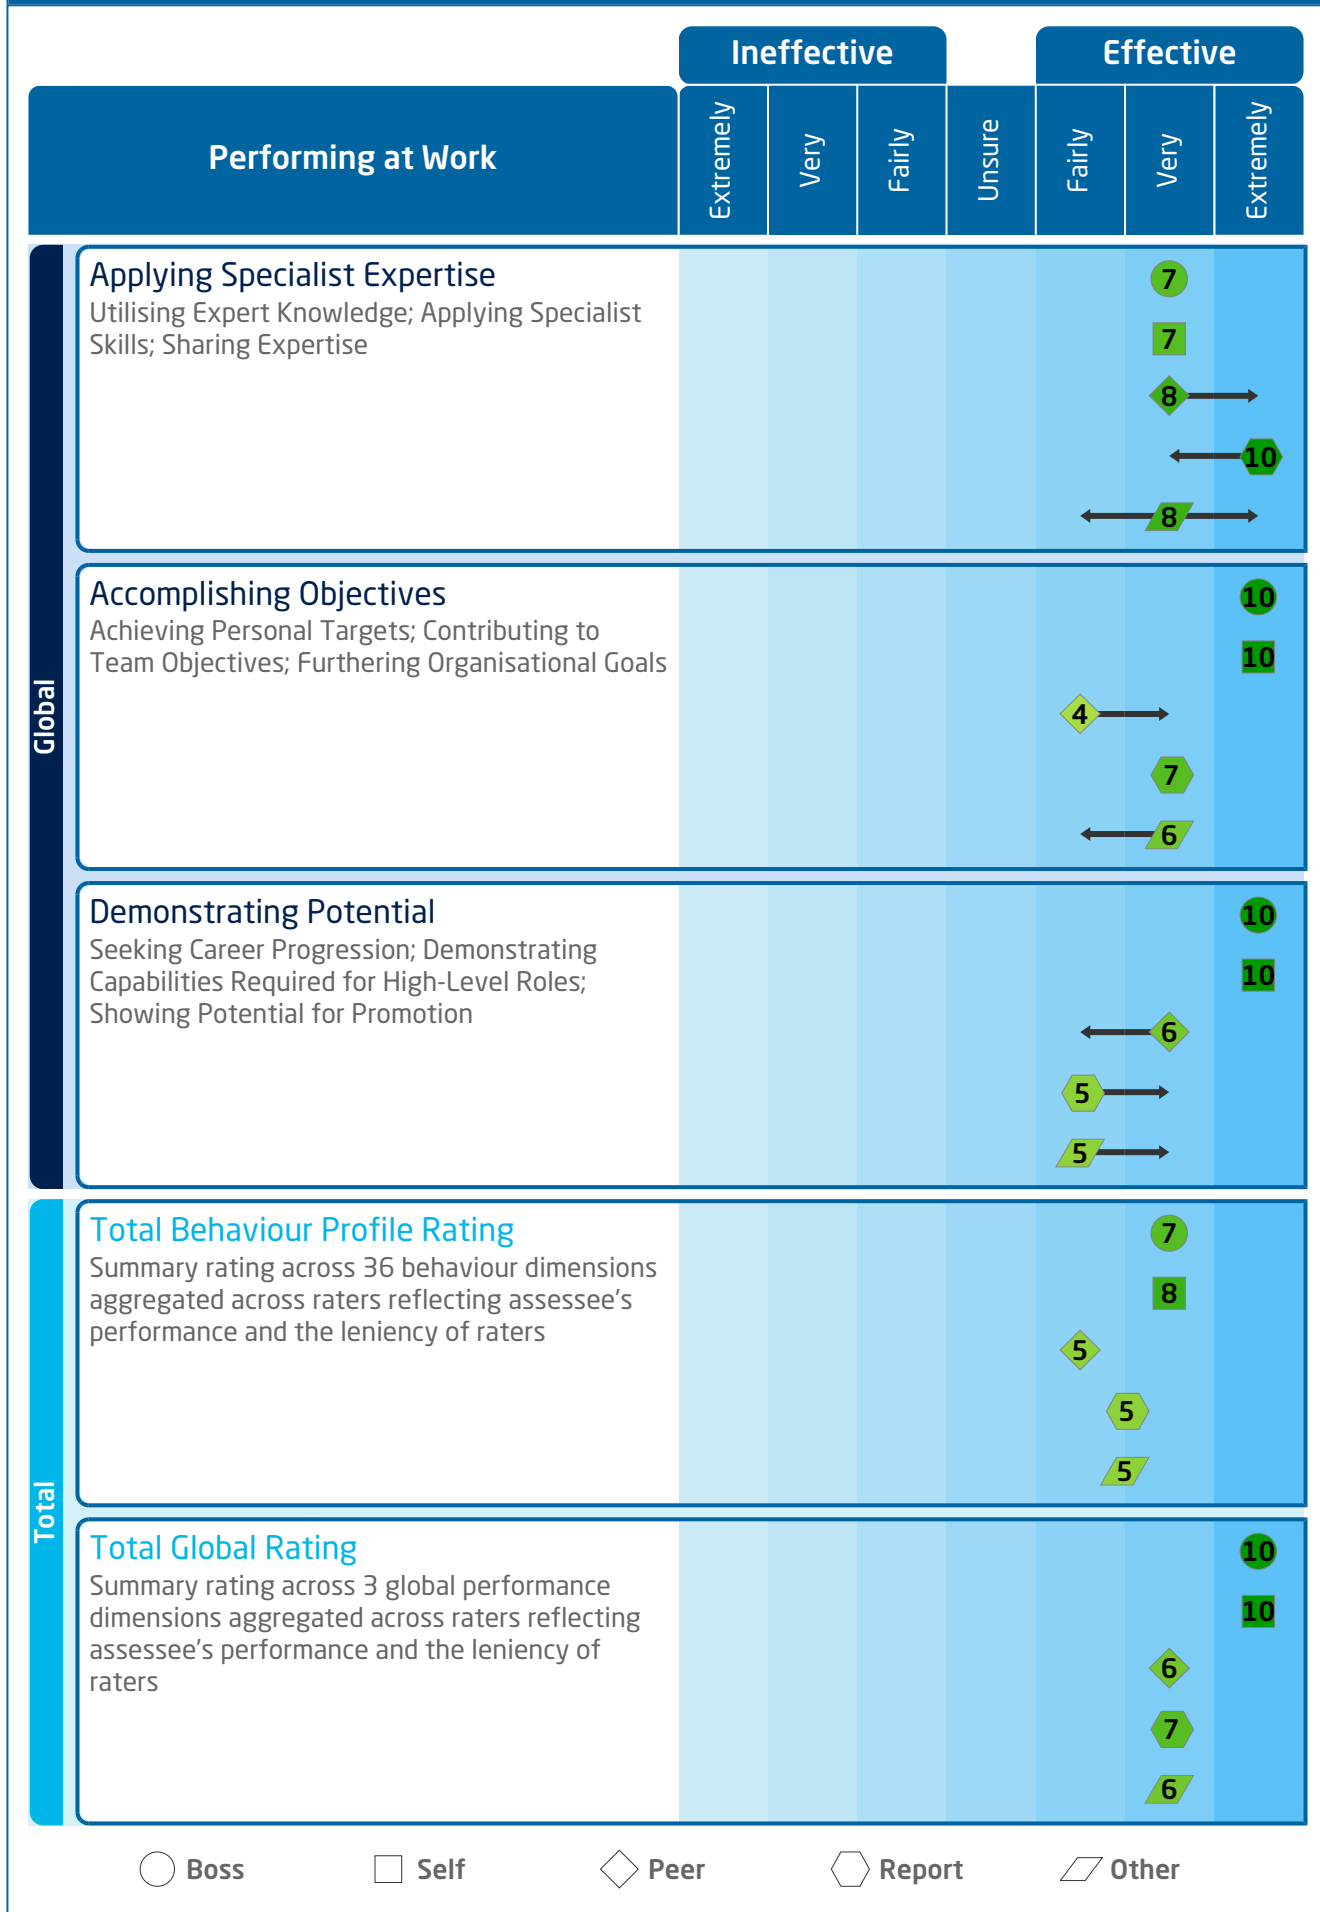 Ineffective
Effective
Performing at Work
Extremely
Very
Fairly
Unsure
Fairly
Very
Extremely
Global
Applying Specialist Expertise
Utilising Expert Knowledge; Applying Specialist
Skills; Sharing Expertise
7
7
8
10
8
Accomplishing Objectives
Achieving Personal Targets; Contributing to
Team Objectives; Furthering Organisational Goals
10
10
4
7
6
Demonstrating Potential
Seeking Career Progression; Demonstrating
Capabilities Required for High-Level Roles;
Showing Potential for Promotion
10
10
6
5
5
Total
Total Behaviour Profile Rating
Summary rating across 36 behaviour dimensions
aggregated across raters reflecting assessee's
performance and the leniency of raters
7
8
5
5
5
Total Global Rating
Summary rating across 3 global performance
dimensions aggregated across raters reflecting
assessee's performance and the leniency of
raters
10
10
6
7
6
Boss
Self
Peer
Report
Other